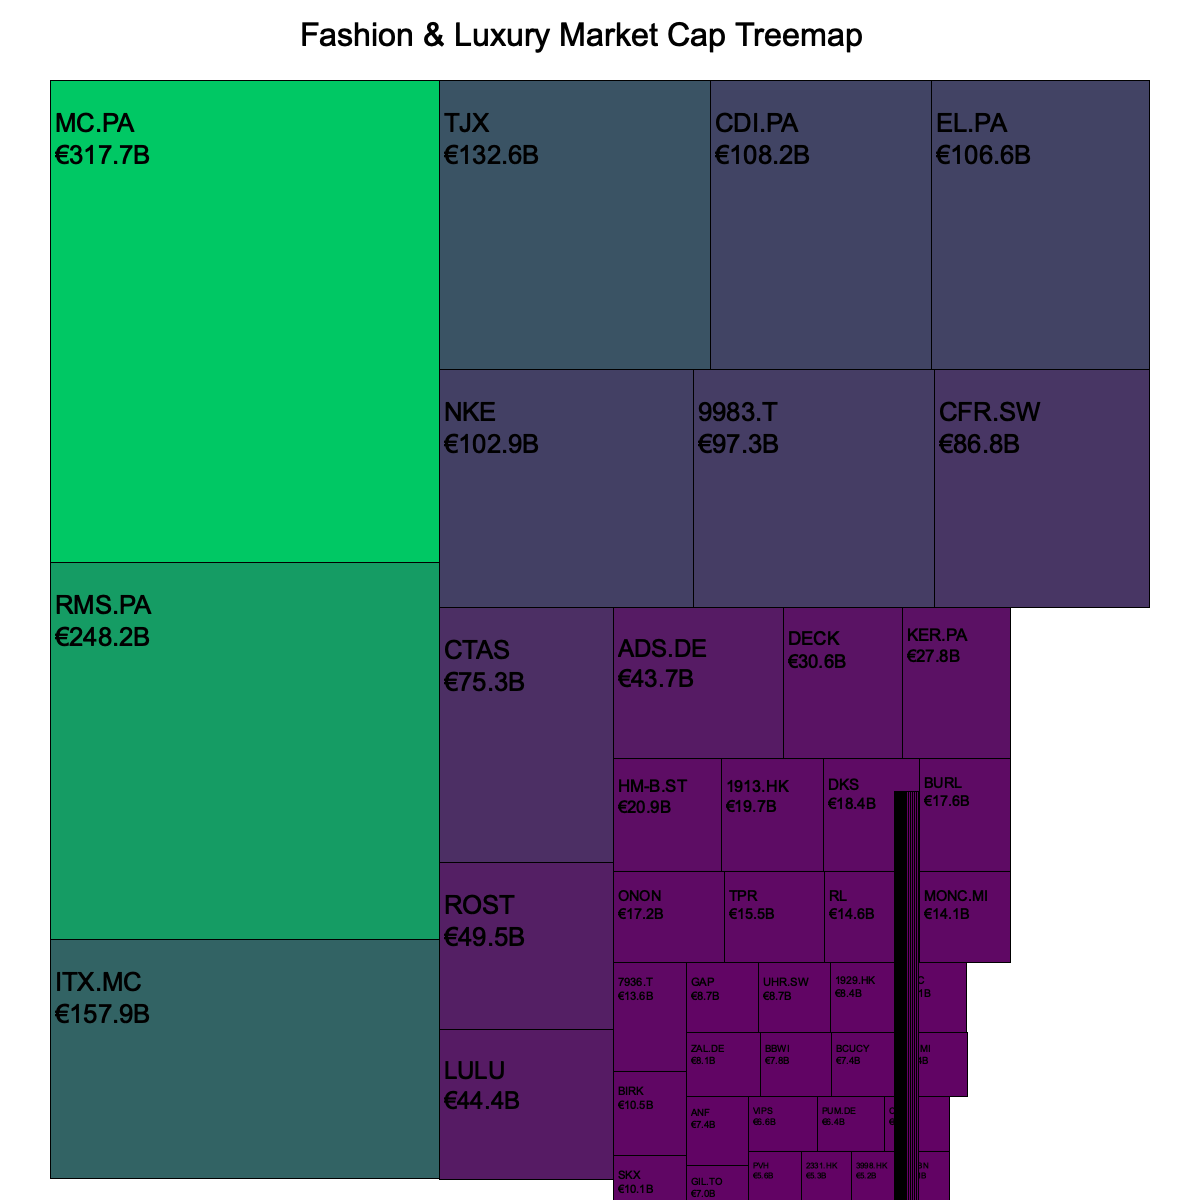 Fashion & Luxury Market Cap Treemap
MC.PA
€317.7B
TJX
€132.6B
CDI.PA
€108.2B
EL.PA
€106.6B
NKE
€102.9B
9983.T
€97.3B
CFR.SW
€86.8B
RMS.PA
€248.2B
CTAS
€75.3B
ADS.DE
€43.7B
DECK
€30.6B
KER.PA
€27.8B
HM-B.ST
€20.9B
1913.HK
€19.7B
DKS
€18.4B
BURL
€17.6B
ROST
€49.5B
ONON
€17.2B
TPR
€15.5B
RL
€14.6B
MONC.MI
€14.1B
ITX.MC
€157.9B
7936.T
€13.6B
GAP
€8.7B
UHR.SW
€8.7B
1929.HK
€8.4B
LULU
€44.4B
ZAL.DE
€8.1B
BBWI
€7.8B
BCUCY
€7.4B
BIRK
€10.5B
ANF
€7.4B
VIPS
€6.6B
PUM.DE
€6.4B
SKX
€10.1B
GIL.TO
€7.0B
PVH
€5.6B
2331.HK
€5.3B
3998.HK
€5.2B